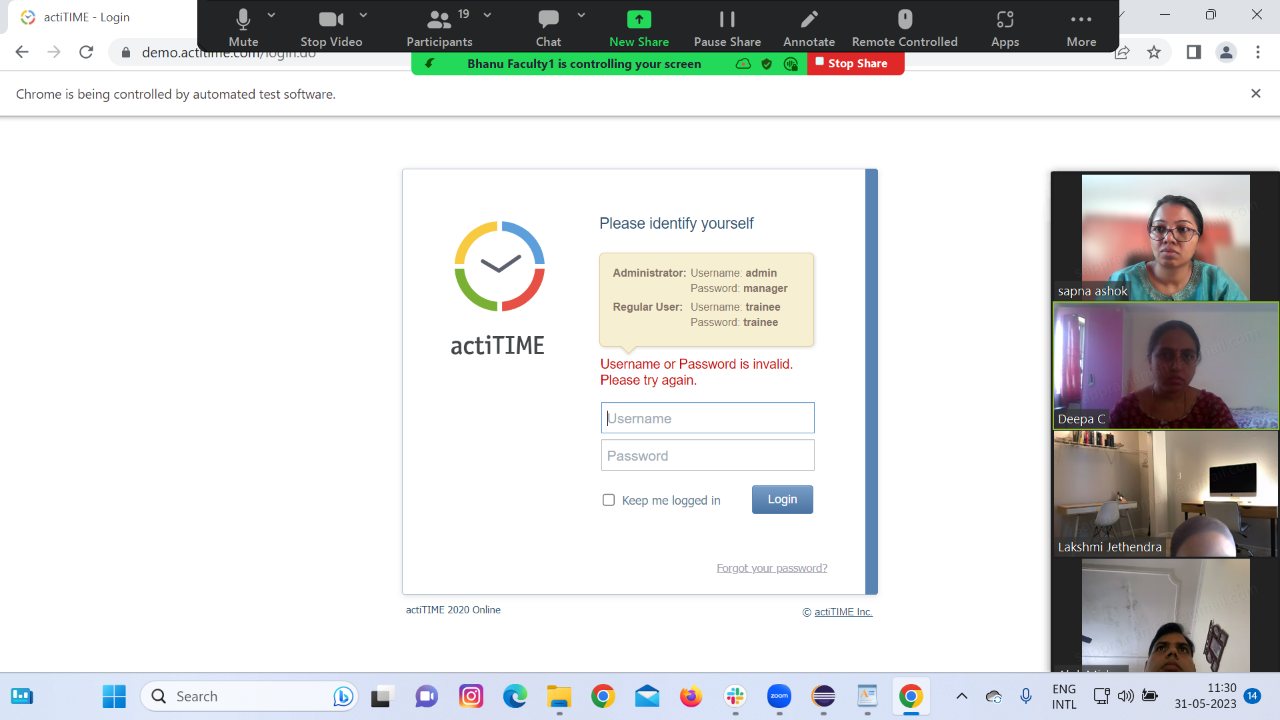 actiTIME - Login
Mute
Stop Video
Participants
19
Chat
New Share
Pause Share
Annotate
Remote Controlled
Apps
More
demo.actitime.com/login.do
Bhanu Faculty1 is controlling your screen
Stop Share
Chrome is being controlled by automated test software.
Please identify yourself
Administrator: Username: admin
Password: manager
Regular User: Username: trainee
Password: trainee
actiTIME
Username or Password is invalid.
Please try again.
Username
Password
Keep me logged in
Login
Forgot your password?
actiTIME 2020 Online
© actiTIME Inc.
sapna ashok
Deepa C
Lakshmi Jethendra
Search
zoom
ENG
INTL
11:30
31-05-2023
14